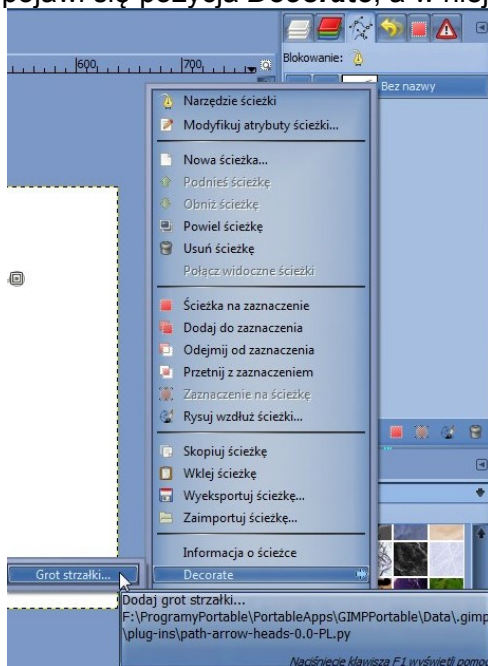 pojawi się pozycja Decorate, a w niej
600
700
Blokowanie:
Bez nazwy
Narzędzie ścieżki
Modyfikuj atrybuty ścieżki...
Nowa ścieżka...
Podnieś ścieżkę
Obniż ścieżkę
Powiel ścieżkę
Usuń ścieżkę
Połącz widoczne ścieżki
Ścieżka na zaznaczenie
Dodaj do zaznaczenia
Odejmij od zaznaczenia
Przetnij z zaznaczeniem
Zaznaczenie na ścieżkę
Rysuj wzdłuż ścieżki...
Skopiuj ścieżkę
Wklej ścieżkę
Wyeksportuj ścieżkę...
Zaimportuj ścieżkę...
Informacja o ścieżce
Decorate
Grot strzałki...
Dodaj grot strzałki...
F:\ProgramyPortable\PortableApps\GIMPPortable\Data\.gimp
\plug-ins\path-arrow-heads-0.0-PL.py
Naciśnięcie klawisza F1 wyświetli pomoc